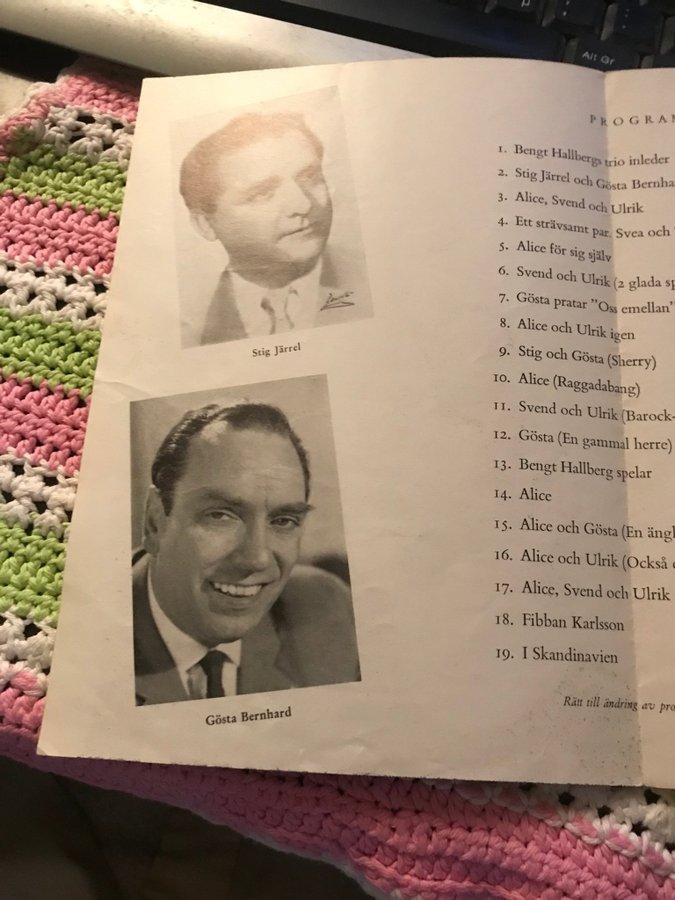 Alt Gr
Stig Järrel
Gösta Bernhard
PROGRAM
1. Bengt Hallbergs trio inleder
2. Stig Järrel och Gösta Bernha
3. Alice, Svend och Ulrik
4. Ett strävsamt par. Svea och
5. Alice för sig själv
6. Svend och Ulrik (2 glada sp
7. Gösta pratar "Oss emellan"
8. Alice och Ulrik igen
9. Stig och Gösta (Sherry)
10. Alice (Raggadabang)
11. Svend och Ulrik (Barock-
12. Gösta (En gammal herre)
13. Bengt Hallberg spelar
14. Alice
15. Alice och Gösta (En ängl
16. Alice och Ulrik (Också
17. Alice, Svend och Ulrik
18. Fibban Karlsson
19. I Skandinavien
Rätt till ändring av pro